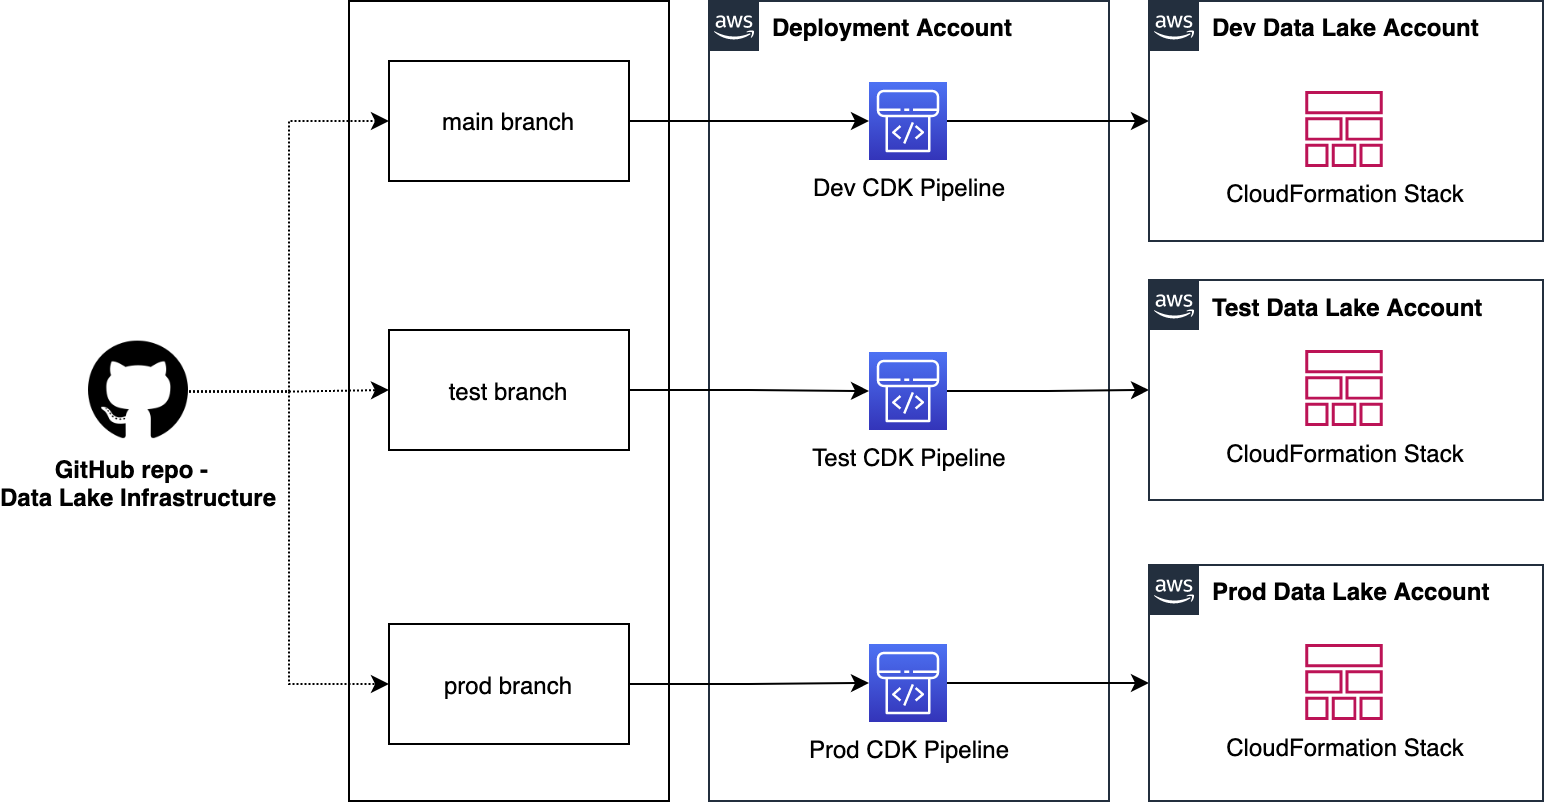 aws
Deployment Account
aws
Dev Data Lake Account
main branch
Dev CDK Pipeline
CloudFormation Stack
aws
Test Data Lake Account
test branch
Test CDK Pipeline
CloudFormation Stack
GitHub repo -
Data Lake Infrastructure
aws
Prod Data Lake Account
prod branch
Prod CDK Pipeline
CloudFormation Stack